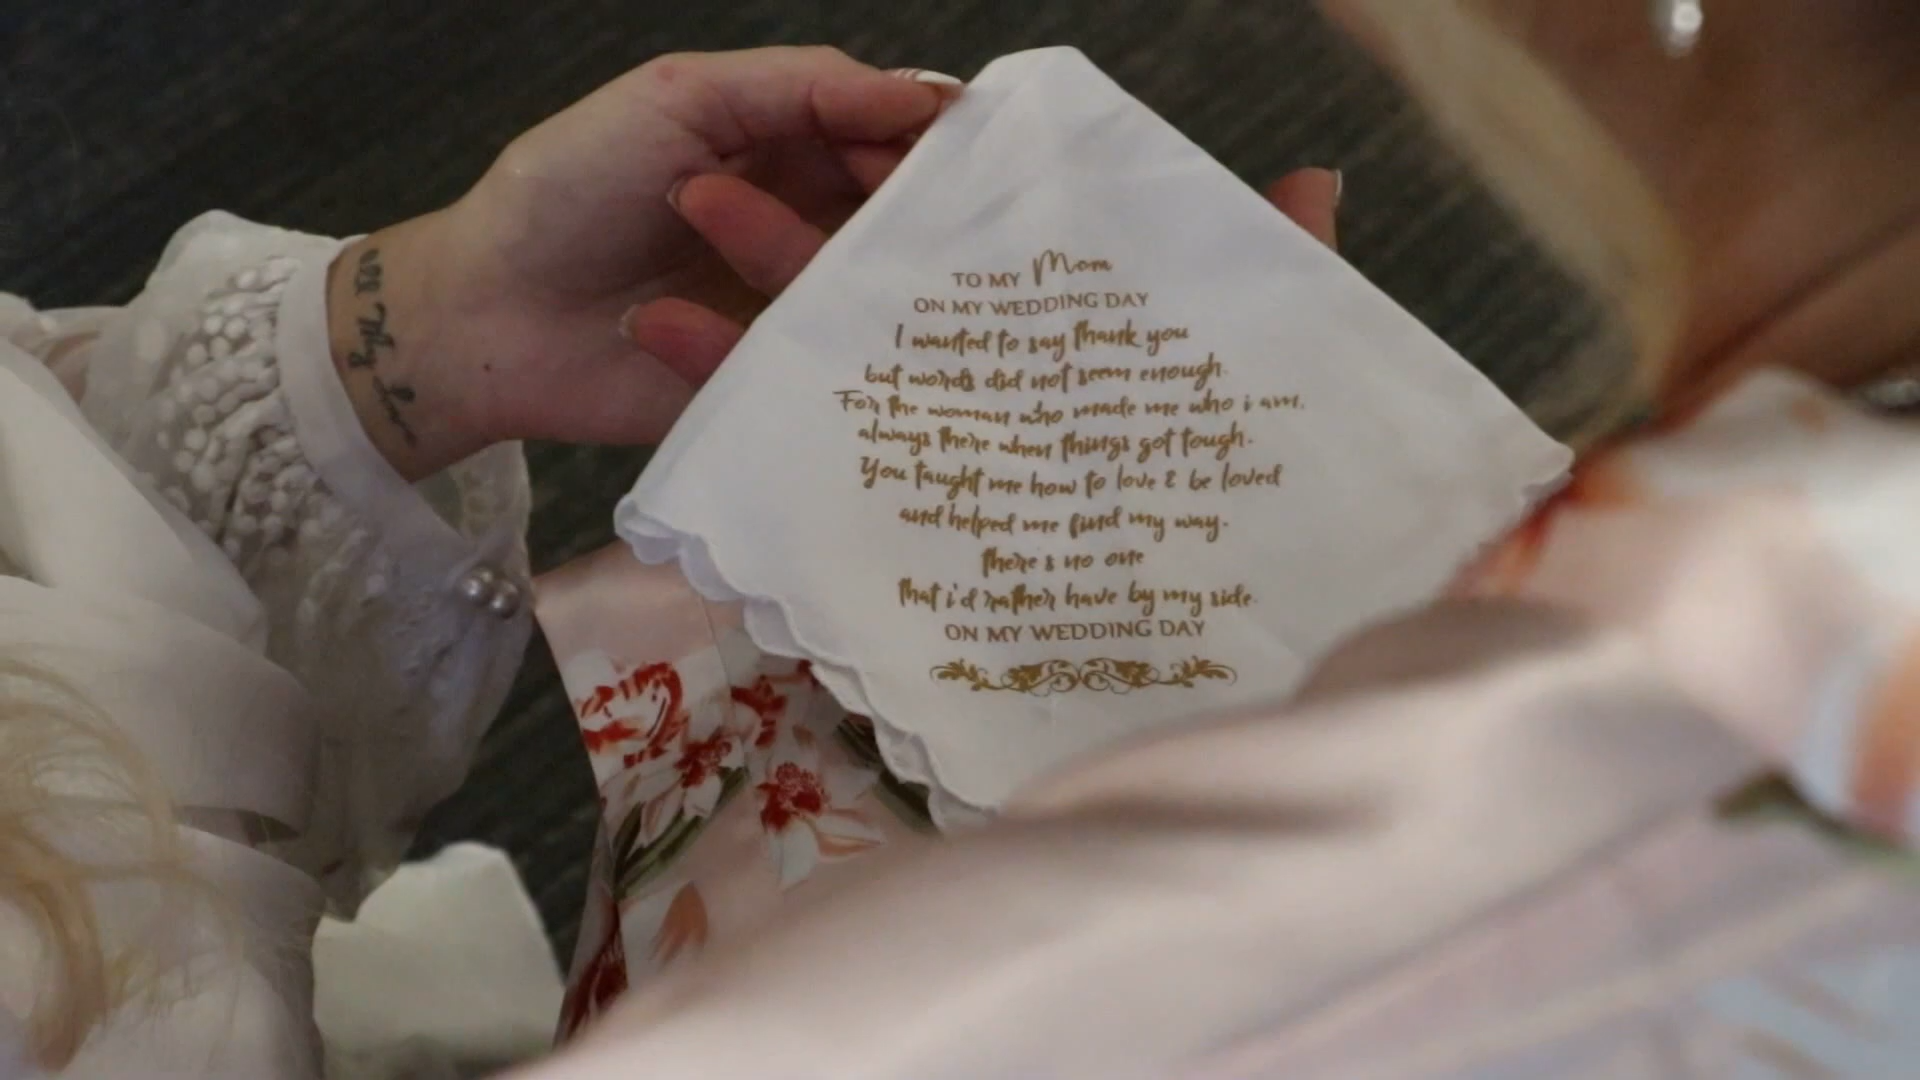 TO MY Mom
ON MY WEDDING DAY
I wanted to say thank you
but words did not seem enough.
For the woman who made me who i am,
always there when things got tough.
You taught me how to love & be loved
and helped me find my way.
there's no one
that i'd rather have by my side.
ON MY WEDDING DAY